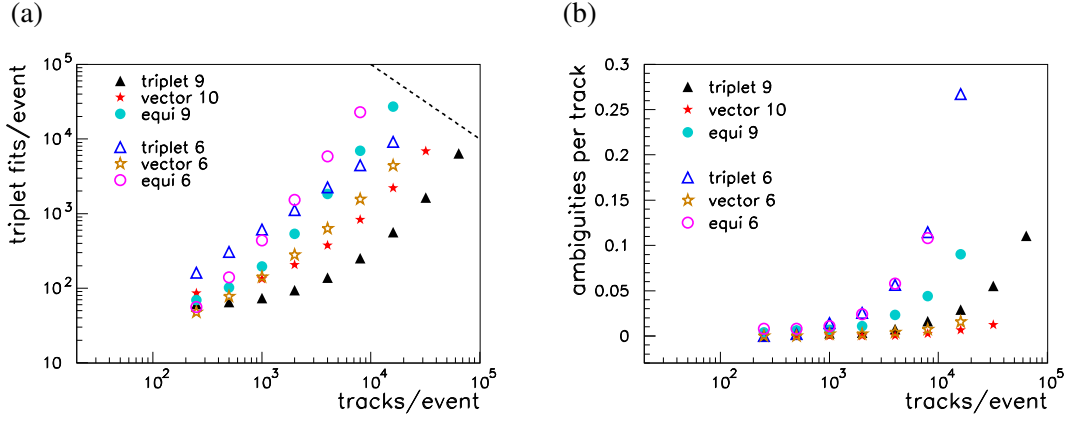 (a)
triplet fits/event
10^5
10^4
10^3
10^2
10
triplet 9
vector 10
equi 9
triplet 6
vector 6
equi 6
10^2 10^3 10^4 10^5
tracks/event
(b)
ambiguities per track
0.3
0.25
0.2
0.15
0.1
0.05
0
triplet 9
vector 10
equi 9
triplet 6
vector 6
equi 6
10^2 10^3 10^4 10^5
tracks/event